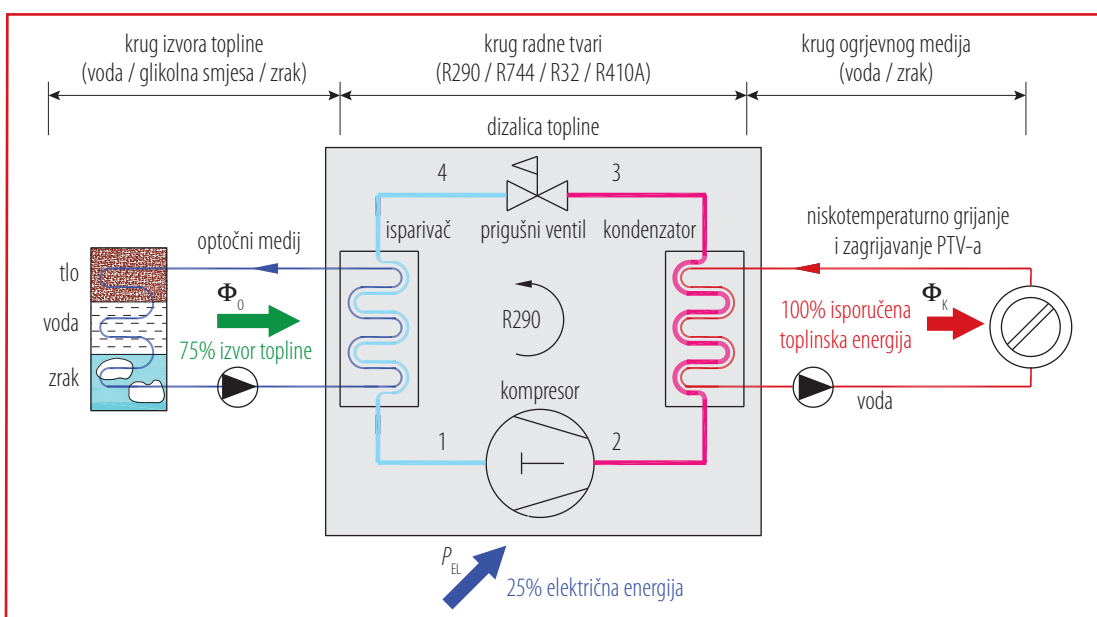 krug izvora topline
(voda / glikolna smjesa / zrak)
krug radne tvari
(R290 / R744 / R32 / R410A)
krug ogrjevnog medija
(voda / zrak)
dizalica topline
4
3
isparivač
prigušni ventil
kondenzator
niskotemperaturno grijanje
i zagrijavanje PTV-a
optočni medij
tlo
voda
zrak
Φ0
75% izvor topline
R290
100% isporučena
toplinska energija
ΦK
kompresor
voda
1
2
PEL
25% električna energija